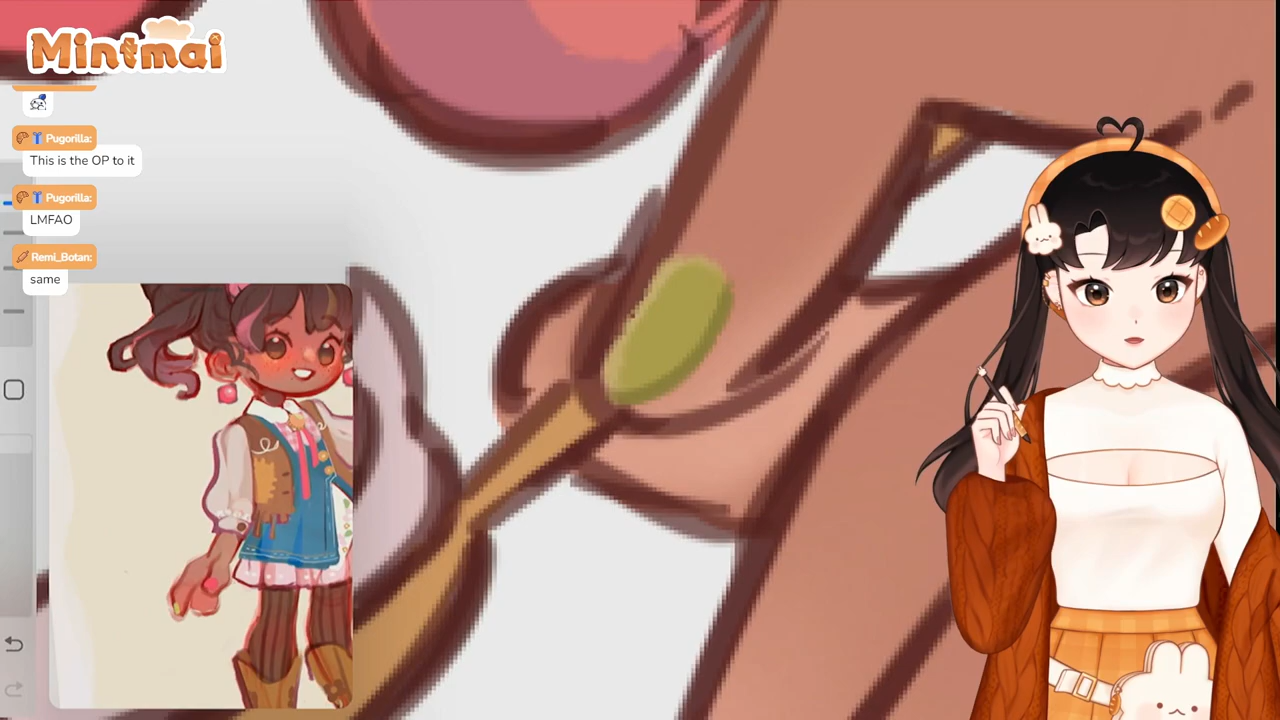 Mintmai
Pugorilla:
This is the OP to it
Pugorilla:
LMFAO
Remi_Botan:
same